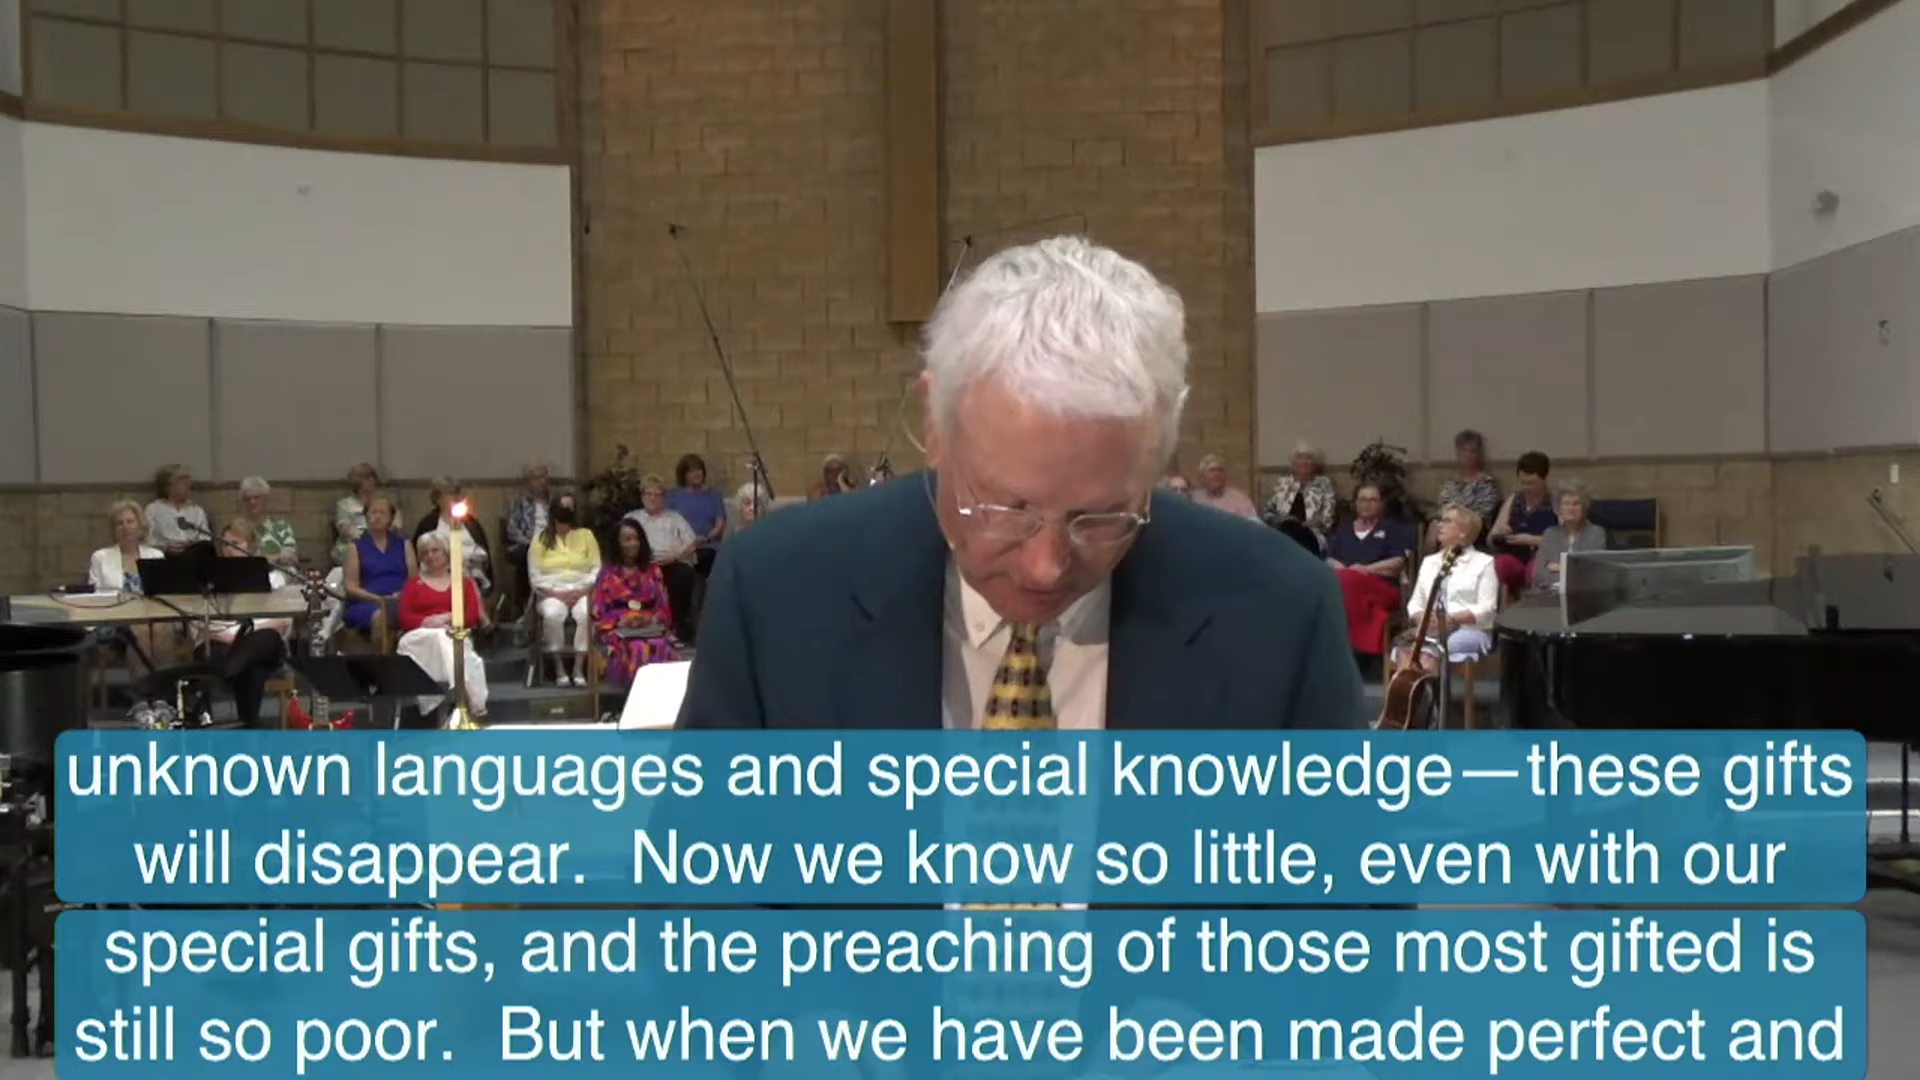 unknown languages and special knowledge—these gifts
will disappear. Now we know so little, even with our
special gifts, and the preaching of those most gifted is
still so poor. But when we have been made perfect and